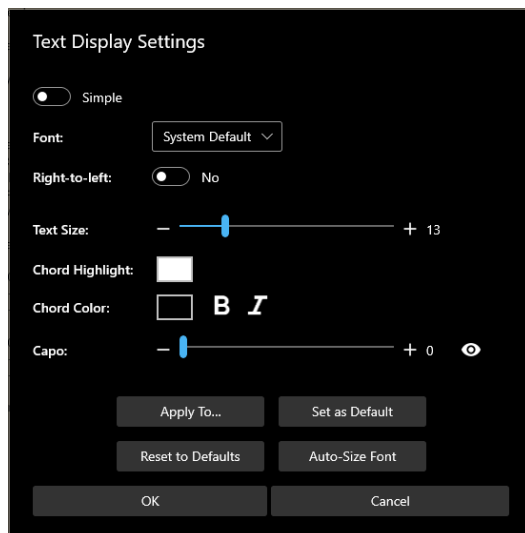 Text Display Settings
Simple
Font: System Default
Right-to-left: No
Text Size: 13
Chord Highlight:
Chord Color: B I
Capo: 0
Apply To... Set as Default
Reset to Defaults Auto-Size Font
OK Cancel